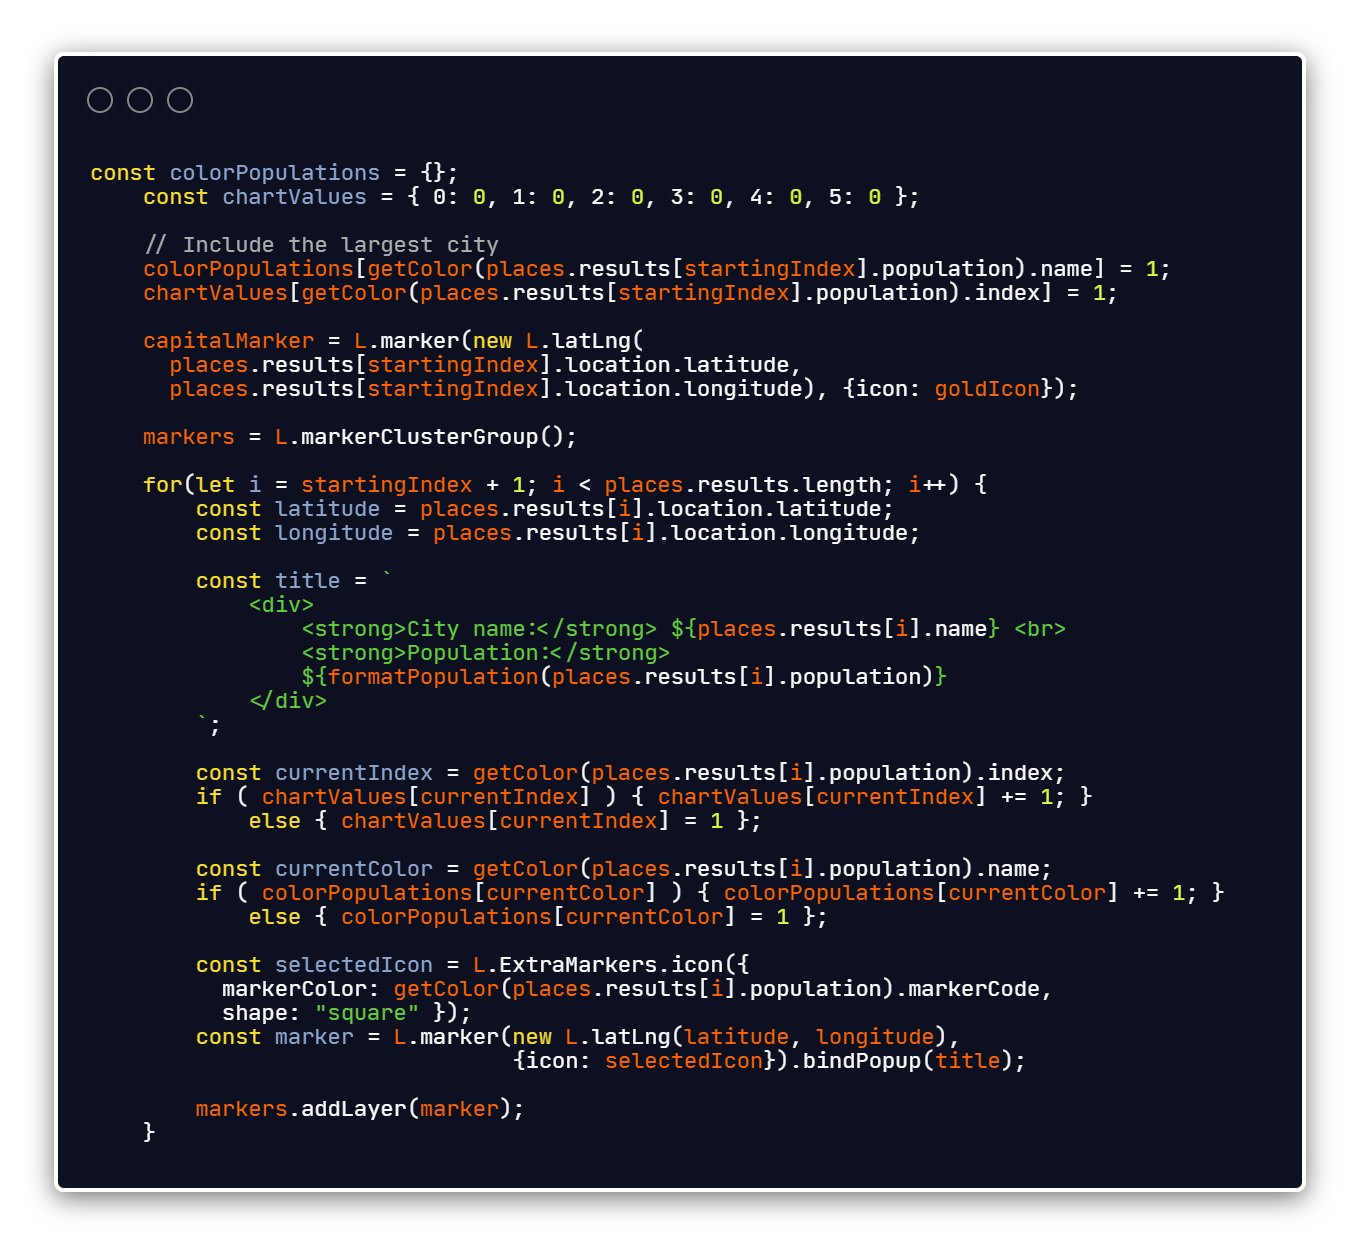 const colorPopulations = {};
    const chartValues = { 0: 0, 1: 0, 2: 0, 3: 0, 4: 0, 5: 0 };

    // Include the largest city
    colorPopulations[getColor(places.results[startingIndex].population).name] = 1;
    chartValues[getColor(places.results[startingIndex].population).index] = 1;

    capitalMarker = L.marker(new L.latLng(
      places.results[startingIndex].location.latitude,
      places.results[startingIndex].location.longitude), {icon: goldIcon});

    markers = L.markerClusterGroup();

    for(let i = startingIndex + 1; i < places.results.length; i++) {
        const latitude = places.results[i].location.latitude;
        const longitude = places.results[i].location.longitude;

        const title = `
            <div>
                <strong>City name:</strong> ${places.results[i].name} <br>
                <strong>Population:</strong>
                ${formatPopulation(places.results[i].population)}
            </div>
        `;

        const currentIndex = getColor(places.results[i].population).index;
        if ( chartValues[currentIndex] ) { chartValues[currentIndex] += 1; }
            else { chartValues[currentIndex] = 1 };

        const currentColor = getColor(places.results[i].population).name;
        if ( colorPopulations[currentColor] ) { colorPopulations[currentColor] += 1; }
            else { colorPopulations[currentColor] = 1 };

        const selectedIcon = L.ExtraMarkers.icon({
          markerColor: getColor(places.results[i].population).markerCode,
          shape: "square" });
        const marker = L.marker(new L.latLng(latitude, longitude),
                                {icon: selectedIcon}).bindPopup(title);

        markers.addLayer(marker);
    }